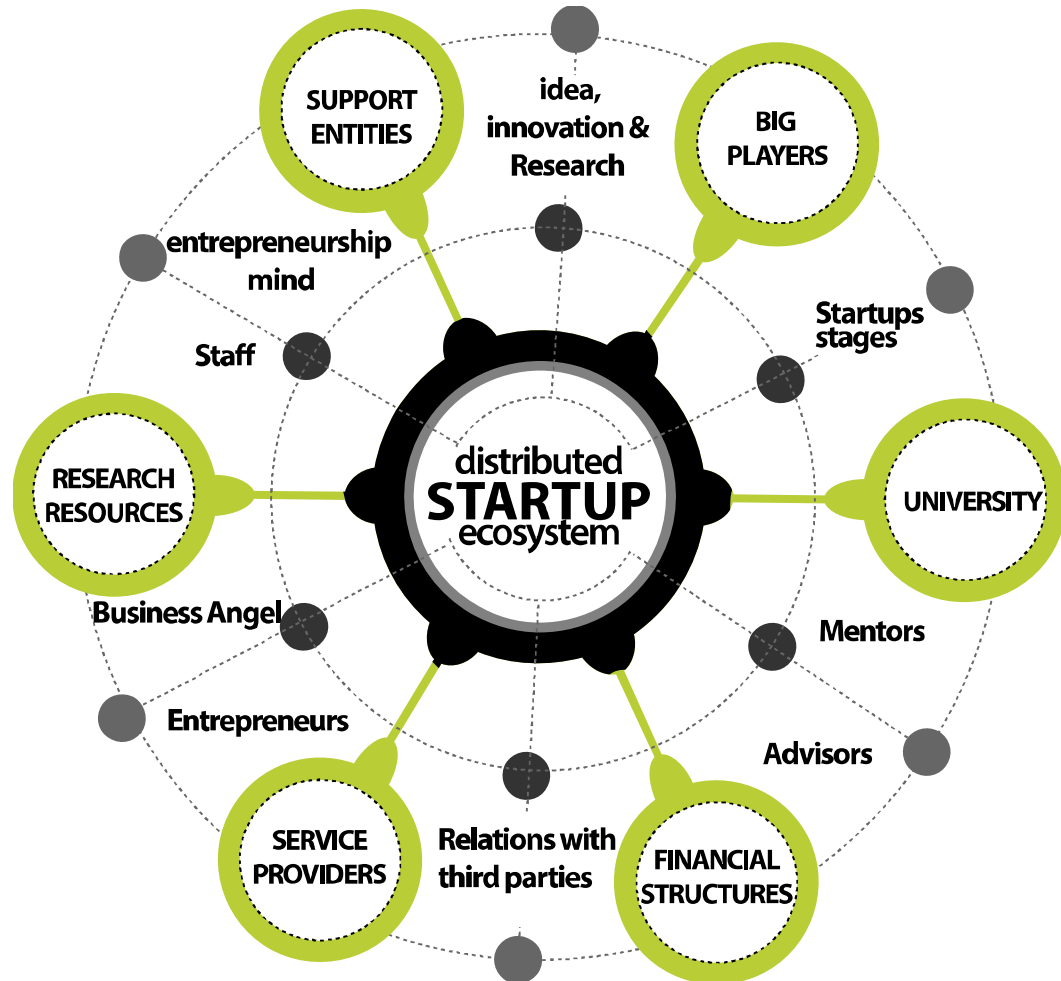 SUPPORT
ENTITIES
idea,
innovation &
Research
BIG
PLAYERS
entrepreneurship
mind
Startups
stages
Staff
distributed
STARTUP
ecosystem
RESEARCH
RESOURCES
UNIVERSITY
Business Angel
Mentors
Entrepreneurs
Advisors
SERVICE
PROVIDERS
Relations with
third parties
FINANCIAL
STRUCTURES